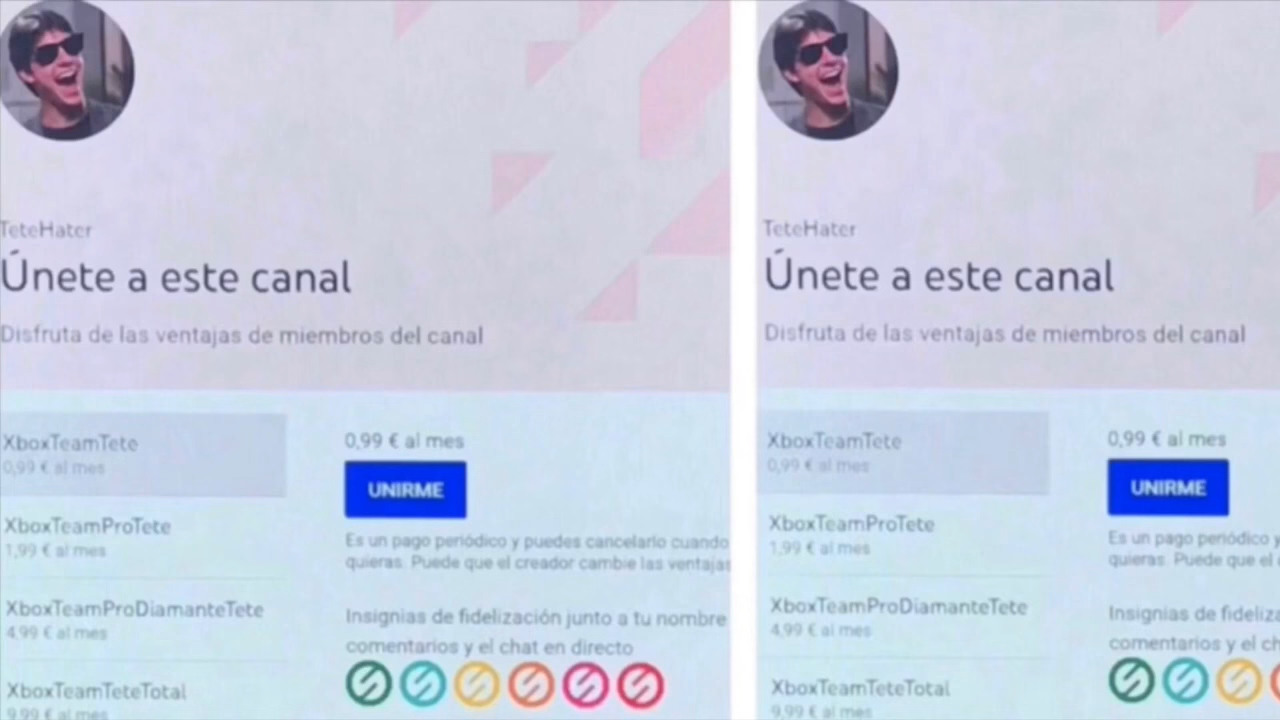 TeteHater
Únete a este canal
Disfruta de las ventajas de miembros del canal
XboxTeamTete
0,99 € al mes
XboxTeamProTete
1,99 € al mes
XboxTeamProDiamanteTete
4,99 € al mes
XboxTeamTeteTotal
9,99 € al mes
0,99 € al mes
UNIRME
Es un pago periódico y puedes cancelarlo cuando
quieras. Puede que el creador cambie las ventajas
Insignias de fidelización junto a tu nombre
comentarios y el chat en directo
TeteHater
Únete a este canal
Disfruta de las ventajas de miembros del canal
XboxTeamTete
0,99 € al mes
XboxTeamProTete
1,99 € al mes
XboxTeamProDiamanteTete
4,99 € al mes
XboxTeamTeteTotal
9,99 € al mes
0,99 € al mes
UNIRME
Es un pago periódico y
quieras. Puede que el
Insignias de
comentarios y el